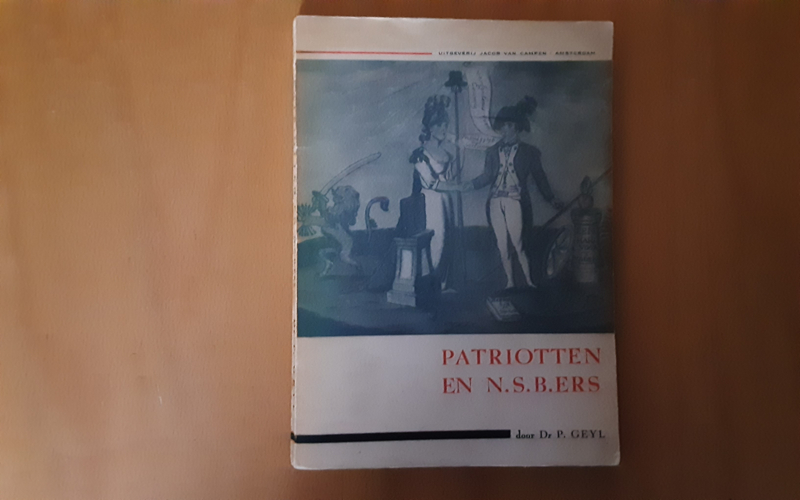 UITGEVERIJ JACOB VAN CAMPEN - AMSTERDAM
PATRIOTTEN
EN N.S.B.ERS
door Dr P. GEYL